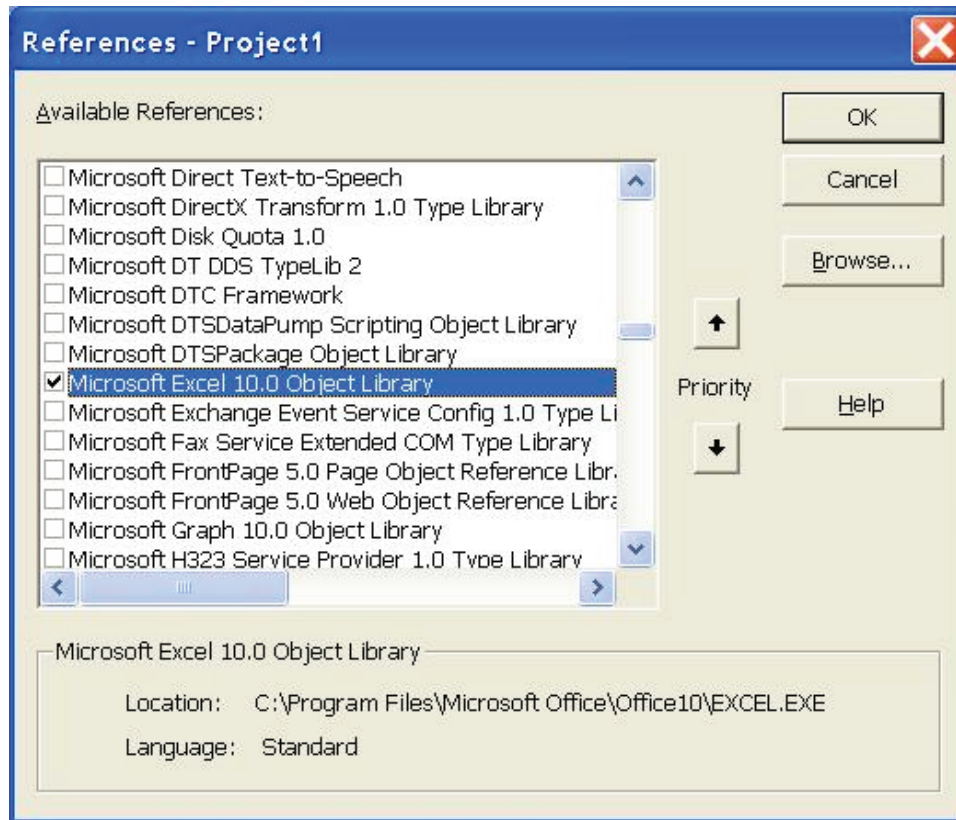 References - Project1
Available References:
OK
Cancel
Browse...
Priority
Help
Microsoft Direct Text-to-Speech
Microsoft DirectX Transform 1.0 Type Library
Microsoft Disk Quota 1.0
Microsoft DT DDS TypeLib 2
Microsoft DTC Framework
Microsoft DTSDataPump Scripting Object Library
Microsoft DTSPackage Object Library
Microsoft Excel 10.0 Object Library
Microsoft Exchange Event Service Config 1.0 Type Li
Microsoft Fax Service Extended COM Type Library
Microsoft FrontPage 5.0 Page Object Reference Libr
Microsoft FrontPage 5.0 Web Object Reference Libra
Microsoft Graph 10.0 Object Library
Microsoft H323 Service Provider 1.0 Type Library
Microsoft Excel 10.0 Object Library
Location: C:\Program Files\Microsoft Office\Office10\EXCEL.EXE
Language: Standard